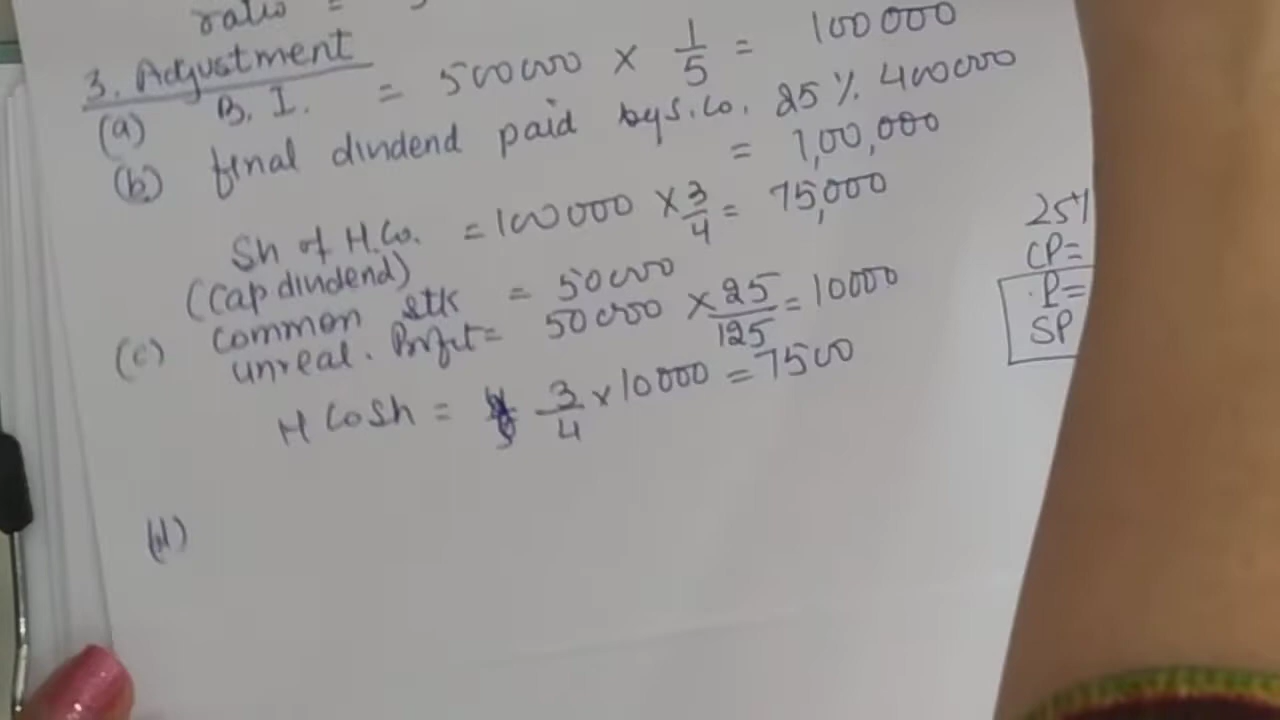 ratio =
3. Adjustment
(a) B. I. = 500000 × 1/5 = 100000
(b) final dividend paid by S.Co. 25 % 400000
= 1,00,000
Sh of H.Co. = 100000 × 3/4 = 75,000
(cap dividend)
(c) common stk = 50000
unreal. Profit = 50000 × 25/125 = 10000
H Co Sh = 3/4 × 10000 = 7500
(d)
25%
CP=
P=
SP